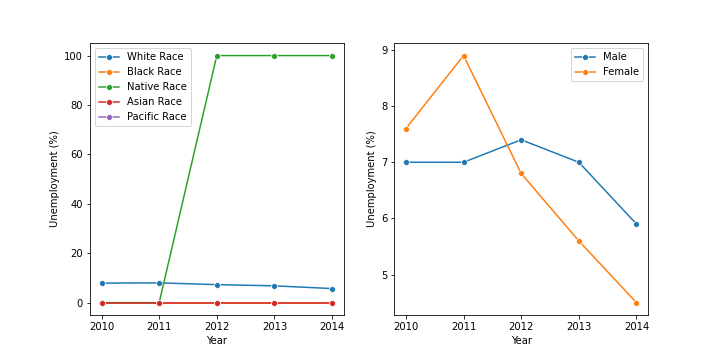 100
80
60
40
20
0
Unemployment (%)
White Race
Black Race
Native Race
Asian Race
Pacific Race
2010 2011 2012 2013 2014
Year
9
8
7
6
5
Unemployment (%)
Male
Female
2010 2011 2012 2013 2014
Year